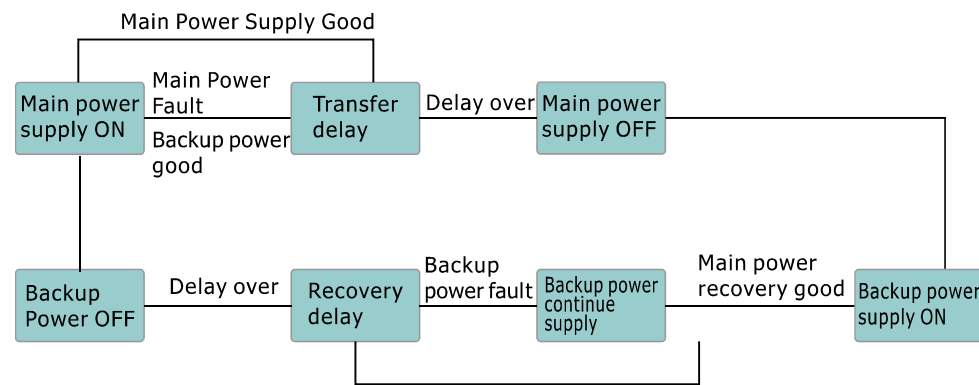 Main Power Supply Good
Main power
supply ON
Main Power
Fault
Backup power
good
Transfer
delay
Delay over
Main power
supply OFF
Backup
Power OFF
Delay over
Recovery
delay
Backup
power fault
Backup power
continue
supply
Main power
recovery good
Backup power
supply ON